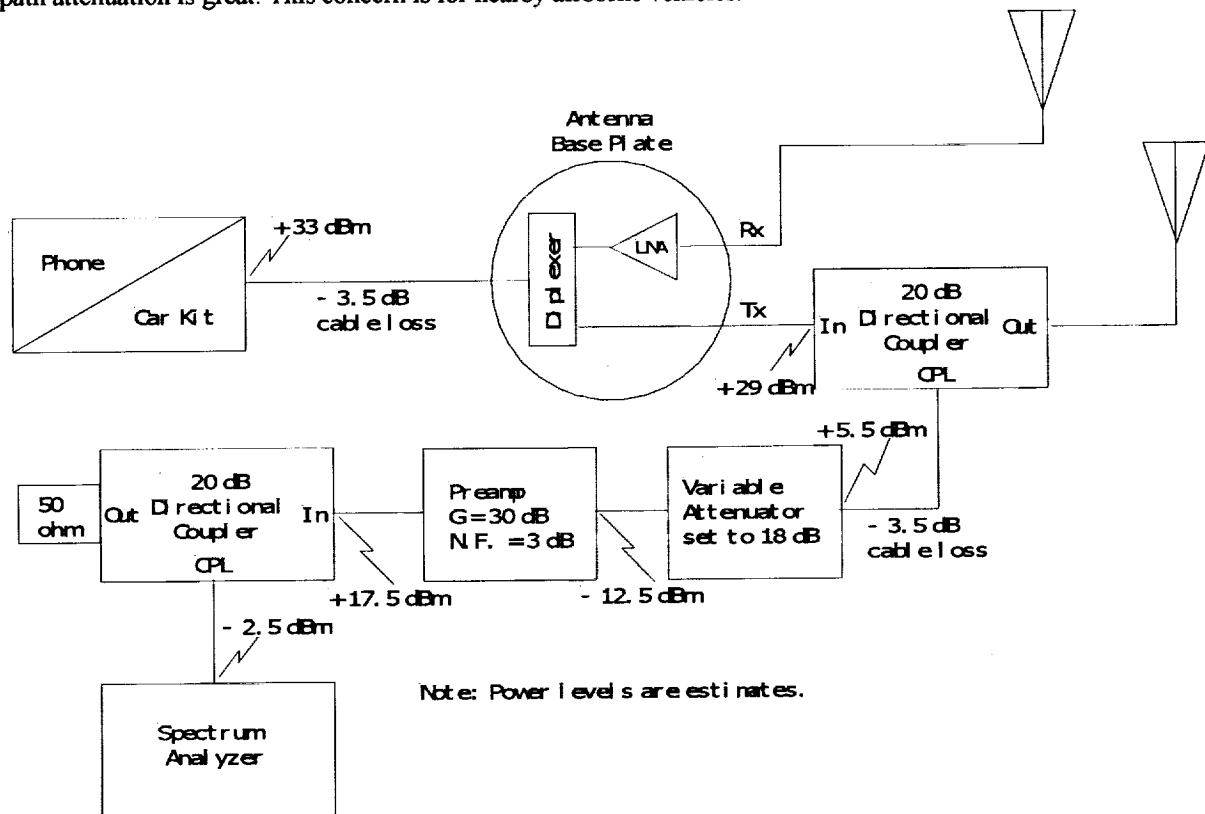 path attenuation is great. This concern is for nearby airborne vehicles.
Antenna
Base Plate
+33 dBm
Phone
Car Kit
- 3.5 dB
cable loss
Diplexer
LNA
Rx
Tx
20 dB
In Directional Out
Coupler
CPL
+29 dBm
+5.5 dBm
50
ohm
20 dB
Out Directional In
Coupler
CPL
Preamp
G=30 dB
N.F. =3 dB
Variable
Attenuator
set to 18 dB
- 3.5 dB
cable loss
+17.5 dBm
- 12.5 dBm
- 2.5 dBm
Note: Power levels are estimates.
Spectrum
Analyzer